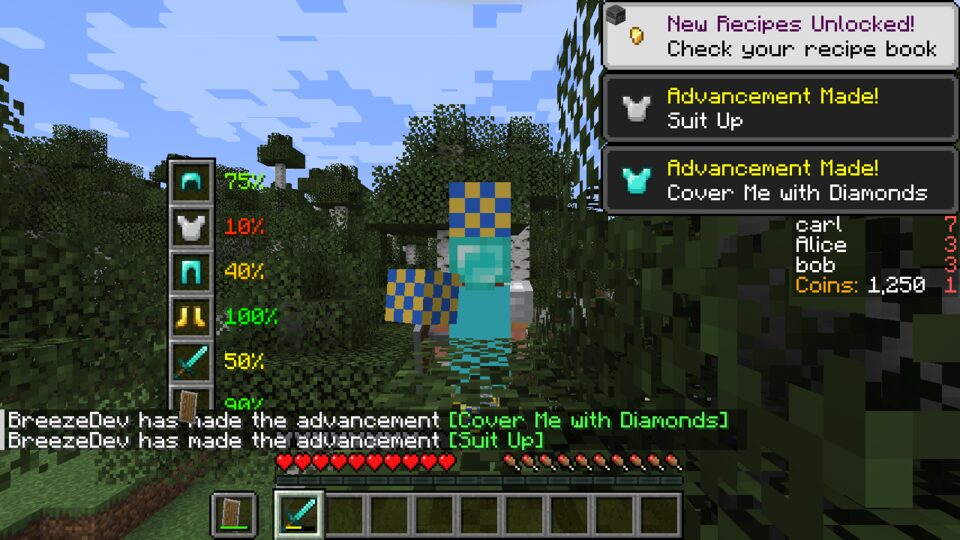 New Recipes Unlocked!
Check your recipe book
Advancement Made!
Suit Up
Advancement Made!
Cover Me with Diamonds
carl 7
Alice 3
bob 3
Coins: 1,250 1
75%
10%
40%
100%
50%
90%
BreezeDev has made the advancement [Cover Me with Diamonds]
BreezeDev has made the advancement [Suit Up]